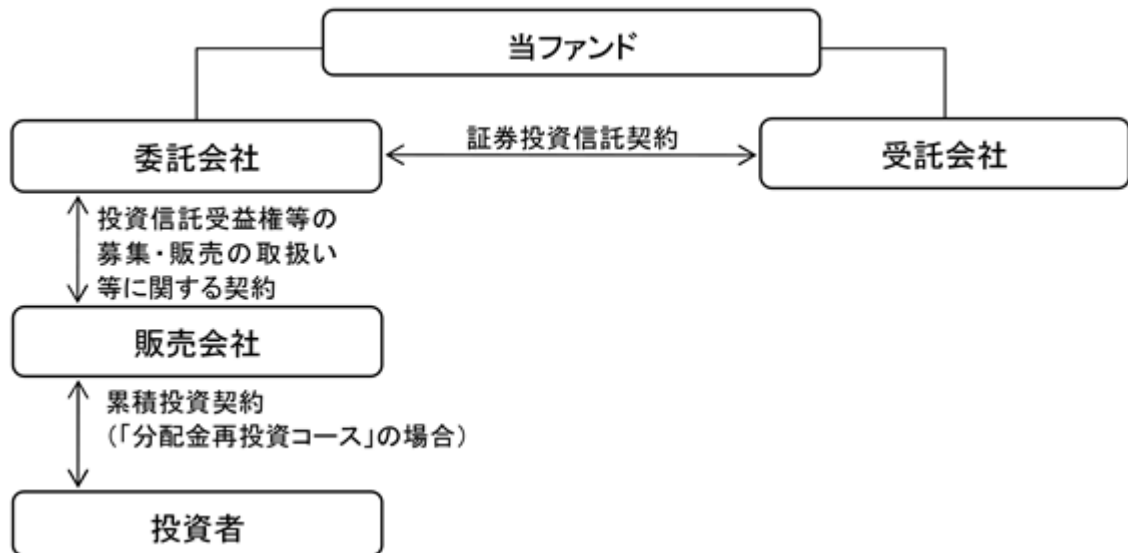 当ファンド
委託会社
証券投資信託契約
受託会社
投資信託受益権等の
募集・販売の取扱い
等に関する契約
販売会社
累積投資契約
(「分配金再投資コース」の場合)
投資者